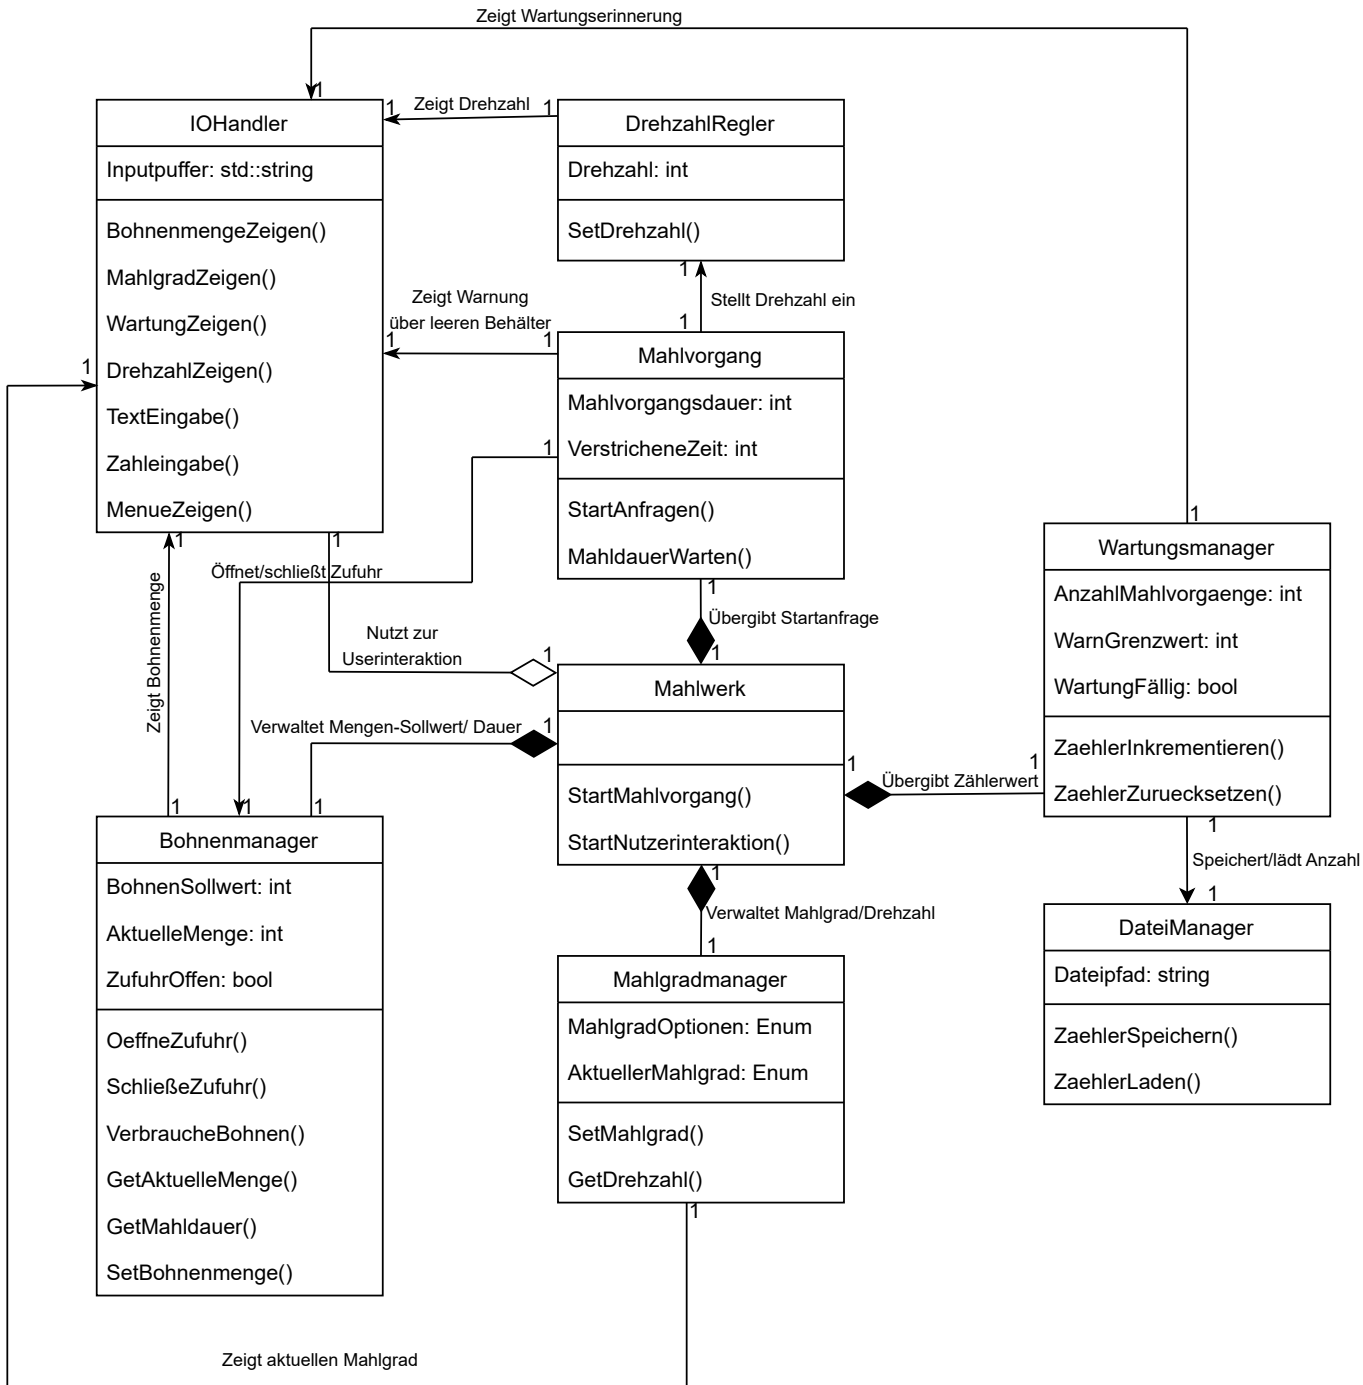 Zeigt Wartungserinnerung
1
IOHandler
Inputpuffer: std::string
BohnenmengeZeigen()
MahlgradZeigen()
WartungZeigen()
DrehzahlZeigen()
TextEingabe()
Zahleingabe()
MenueZeigen()
1
Zeigt Drehzahl
1
DrehzahlRegler
Drehzahl: int
SetDrehzahl()
1
Stellt Drehzahl ein
1
Zeigt Warnung
über leeren Behälter
1
1
Mahlvorgang
Mahlvorgangsdauer: int
VerstricheneZeit: int
StartAnfragen()
MahldauerWarten()
1
1
1
1
Öffnet/schließt Zufuhr
1
Übergibt Startanfrage
1
Nutzt zur
Userinteraktion
1
Zeigt Bohnenmenge
Mahlwerk
StartMahlvorgang()
StartNutzerinteraktion()
Verwaltet Mengen-Sollwert/ Dauer
1
1
1
1
Bohnenmanager
BohnenSollwert: int
AktuelleMenge: int
ZufuhrOffen: bool
OeffneZufuhr()
SchließeZufuhr()
VerbraucheBohnen()
GetAktuelleMenge()
GetMahldauer()
SetBohnenmenge()
1
Übergibt Zählerwert
1
1
Wartungsmanager
AnzahlMahlvorgaenge: int
WarnGrenzwert: int
WartungFällig: bool
ZaehlerInkrementieren()
ZaehlerZuruecksetzen()
1
Speichert/lädt Anzahl
1
DateiManager
Dateipfad: string
ZaehlerSpeichern()
ZaehlerLaden()
1
Verwaltet Mahlgrad/Drehzahl
1
Mahlgradmanager
MahlgradOptionen: Enum
AktuellerMahlgrad: Enum
SetMahlgrad()
GetDrehzahl()
1
Zeigt aktuellen Mahlgrad
1